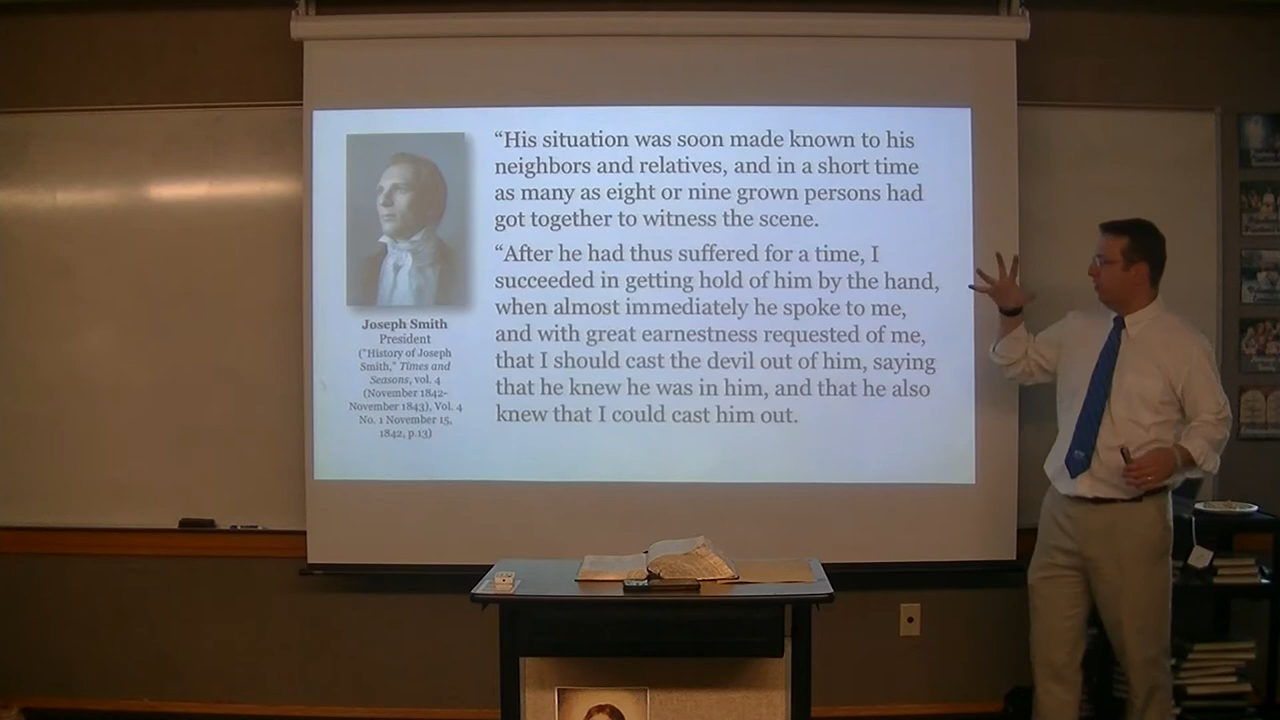 “His situation was soon made known to his
neighbors and relatives, and in a short time
as many as eight or nine grown persons had
got together to witness the scene.
“After he had thus suffered for a time, I
succeeded in getting hold of him by the hand,
when almost immediately he spoke to me,
and with great earnestness requested of me,
that I should cast the devil out of him, saying
that he knew he was in him, and that he also
knew that I could cast him out.
Joseph Smith
President
("History of Joseph
Smith," Times and
Seasons, vol. 4
(November 1842-
November 1843), Vol. 4
No. 1 November 15,
1842, p.13)